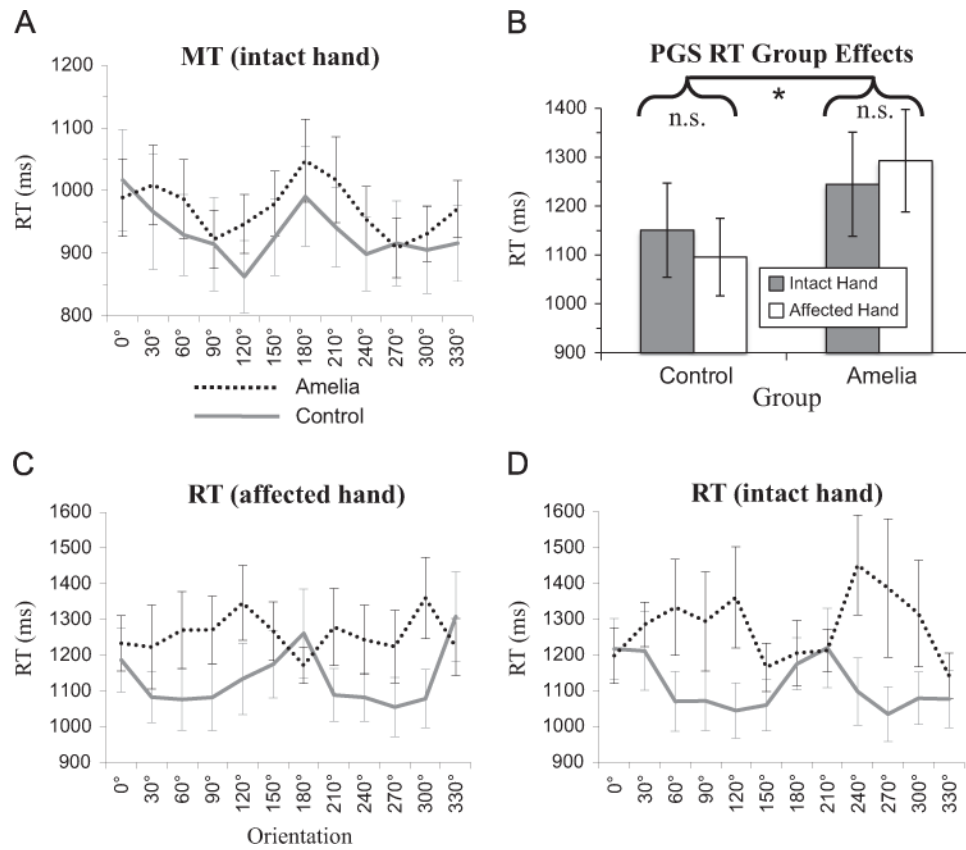 A
MT (intact hand)
1200
1100
1000
900
800
RT (ms)
0°
30°
60°
90°
120°
150°
180°
210°
240°
270°
300°
330°
Amelia
Control
B
PGS RT Group Effects
*
n.s.
n.s.
1400
1300
1200
1100
1000
900
RT (ms)
Intact Hand
Affected Hand
Control
Amelia
Group
C
RT (affected hand)
1600
1500
1400
1300
1200
1100
1000
900
RT (ms)
0°
30°
60°
90°
120°
150°
180°
210°
240°
270°
300°
330°
Orientation
D
RT (intact hand)
1600
1500
1400
1300
1200
1100
1000
900
RT (ms)
0°
30
60°
90°
120°
150°
180°
210
240°
270°
300°
330°